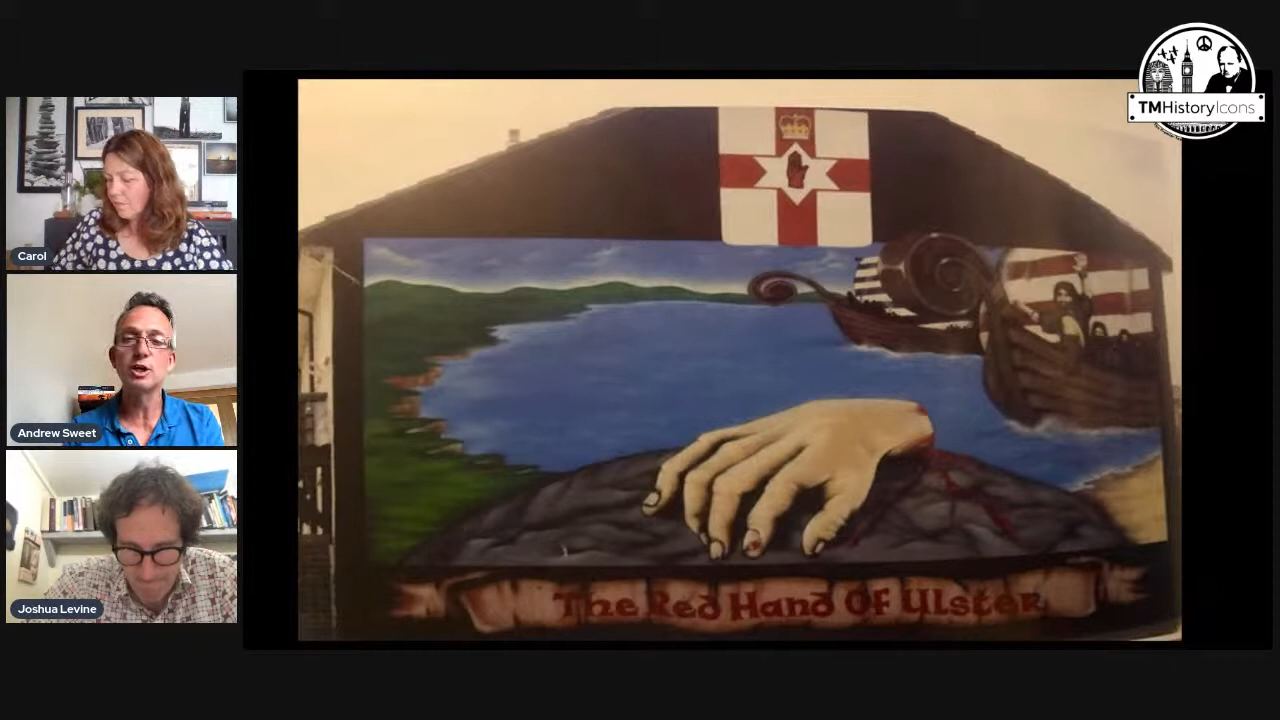 TMHistoryIcons
Carol
Andrew Sweet
Joshua Levine
The Red Hand Of Ulster